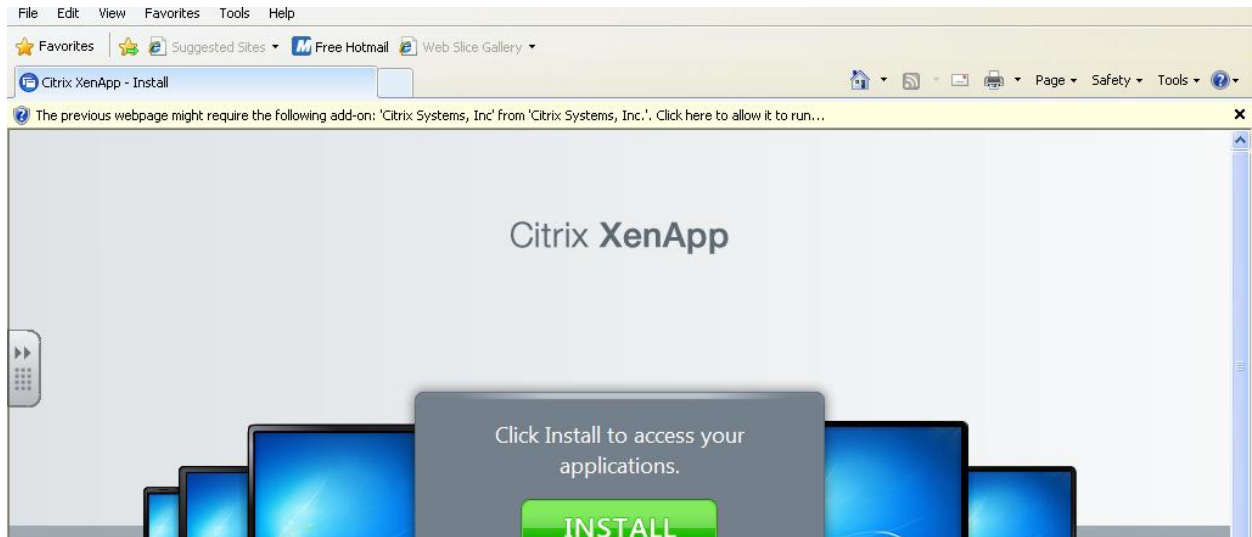 File Edit View Favorites Tools Help
Favorites Suggested Sites Free Hotmail Web Slice Gallery
Citrix XenApp - Install Page Safety Tools
The previous webpage might require the following add-on: 'Citrix Systems, Inc' from 'Citrix Systems, Inc.'. Click here to allow it to run...
Citrix XenApp
Click Install to access your
applications.
INSTALL